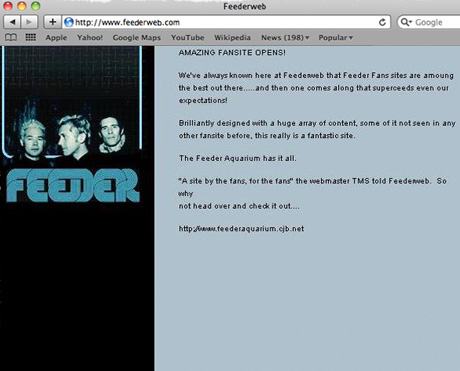 Feederweb
http://www.feederweb.com
Google
Apple Yahoo! Google Maps YouTube Wikipedia News (198) Popular
AMAZING FANSITE OPENS!
We've always known here at Feederweb that Feeder Fans sites are amoung
the best out there.....and then one comes along that superceeds even our
expectations!
Brilliantly designed with a huge array of content, some of it not seen in any
other fansite before, this really is a fantastic site.
The Feeder Aquarium has it all.
"A site by the fans, for the fans" the webmaster TMS told Feederweb. So
why
not head over and check it out....
http://www.feederaquarium.cjb.net
FEEDER